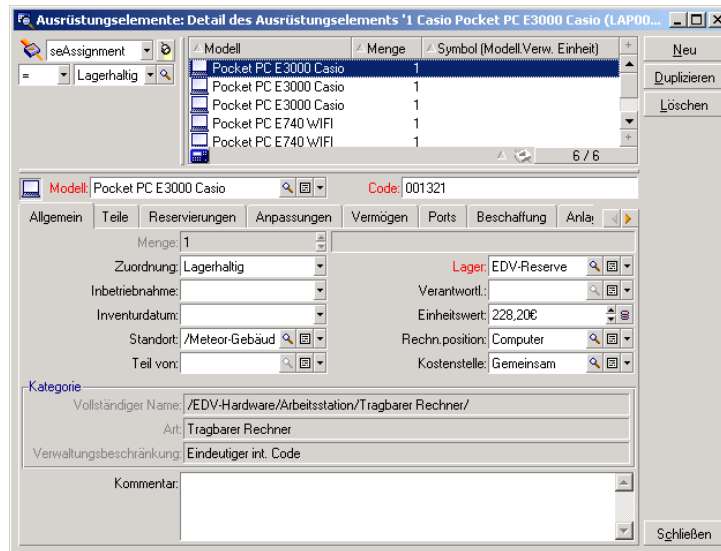 Ausrüstungselemente: Detail des Ausrüstungselements '1 Casio Pocket PC E3000 Casio (LAP00...
seAssignment
= Lagerhaltig
Modell Menge Symbol (Modell.Verw. Einheit)
Pocket PC E3000 Casio 1
Pocket PC E3000 Casio 1
Pocket PC E3000 Casio 1
Pocket PC E740 WIFI 1
Pocket PC E740 WIFI 1
6 / 6
Neu
Duplizieren
Löschen
Modell: Pocket PC E3000 Casio Code: 001321
Allgemein Teile Reservierungen Anpassungen Vermögen Ports Beschaffung Anla
Menge: 1
Zuordnung: Lagerhaltig Lager: EDV-Reserve
Inbetriebnahme: Verantwortl.:
Inventurdatum: Einheitswert: 228,20€
Standort: /Meteor-Gebäud Rechn.position: Computer
Teil von: Kostenstelle: Gemeinsam
Kategorie
Vollständiger Name: /EDV-Hardware/Arbeitsstation/Tragbarer Rechner/
Art: Tragbarer Rechner
Verwaltungsbeschränkung: Eindeutiger int. Code
Kommentar:
Schließen